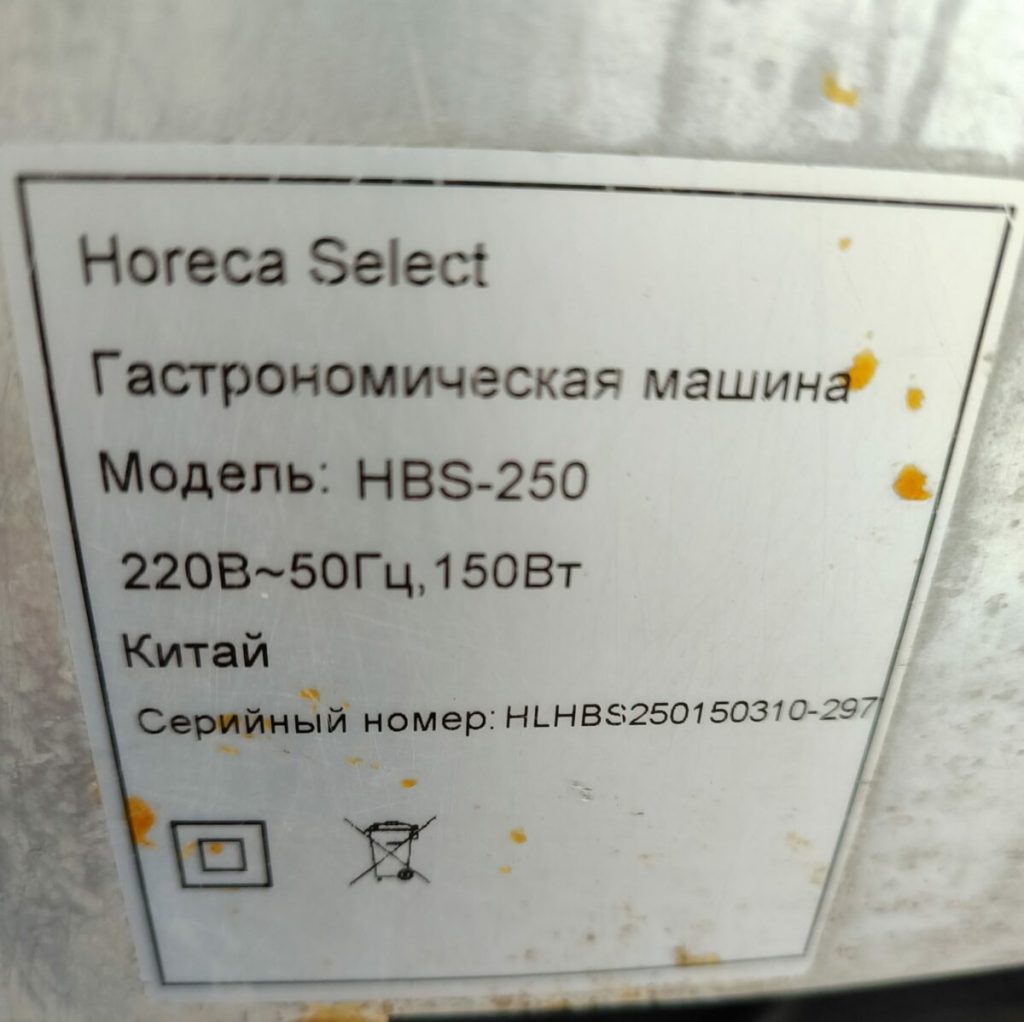 Horeca Select
Гастрономическая машина
Модель: HBS-250
220В~50Гц,150Вт
Китай
Серийный номер: HLHBS250150310-297